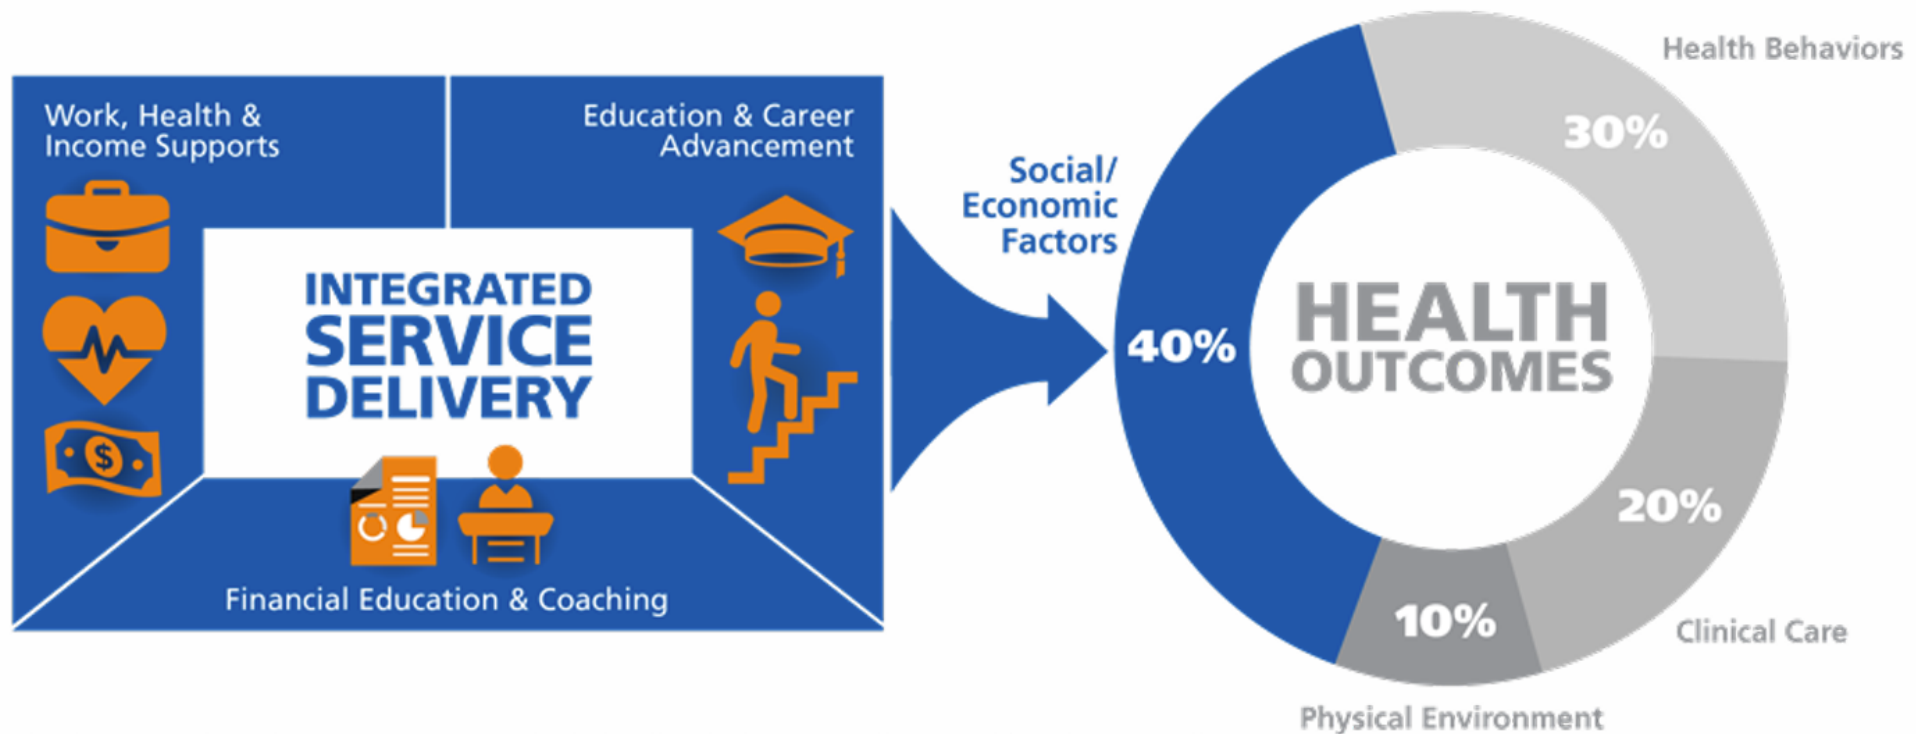 Work, Health &
Income Supports
Education & Career
Advancement
INTEGRATED
SERVICE
DELIVERY
$
Financial Education & Coaching
Social/
Economic
Factors
40%
Health Behaviors
30%
HEALTH
OUTCOMES
20%
Clinical Care
10%
Physical Environment